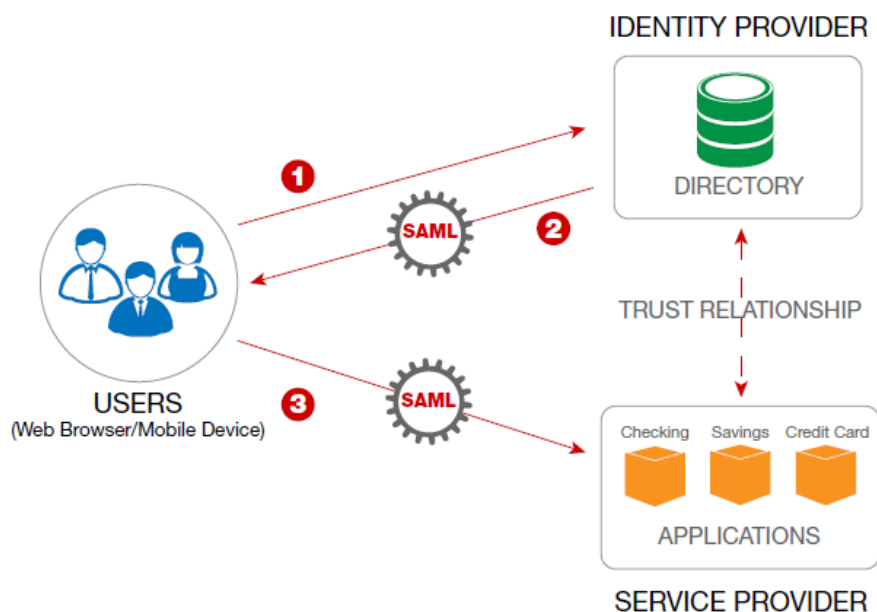 IDENTITY PROVIDER
DIRECTORY
1
SAML
2
TRUST RELATIONSHIP
USERS
(Web Browser/Mobile Device)
3
SAML
Checking Savings Credit Card
APPLICATIONS
SERVICE PROVIDER